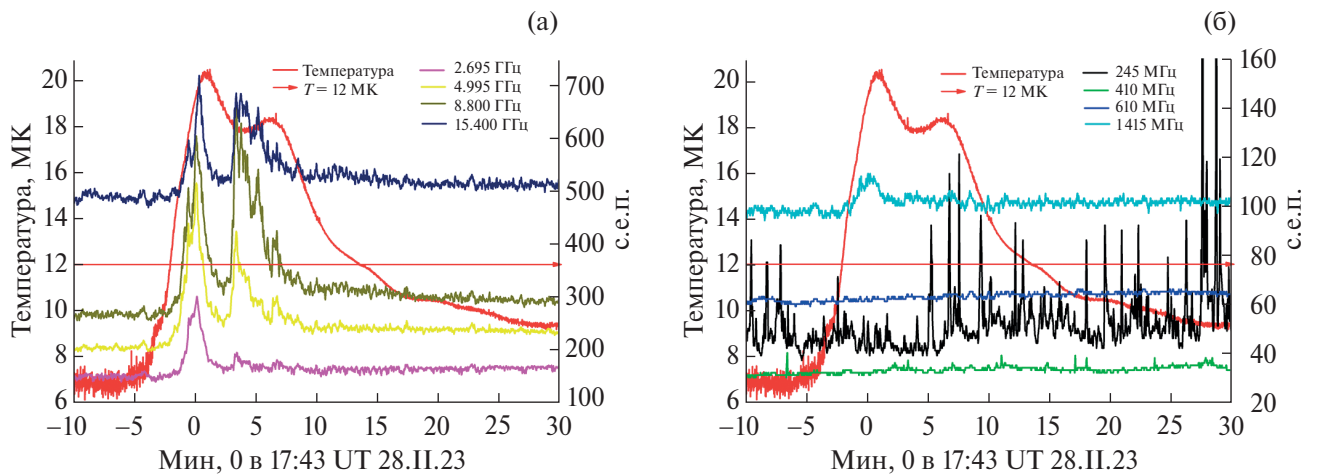 (а)
Температура
T = 12 МК
2.695 ГГц
4.995 ГГц
8.800 ГГц
15.400 ГГц
Температура, МК
20
18
16
14
12
10
8
6
700
600
500
400
300
200
100
с.е.п.
−10 −5 0 5 10 15 20 25 30
Мин, 0 в 17:43 UT 28.II.23
(б)
Температура
T = 12 МК
245 МГц
410 МГц
610 МГц
1415 МГц
Температура, МК
20
18
16
14
12
10
8
6
160
140
120
100
80
60
40
20
с.е.п.
−10 −5 0 5 10 15 20 25 30
Мин, 0 в 17:43 UT 28.II.23